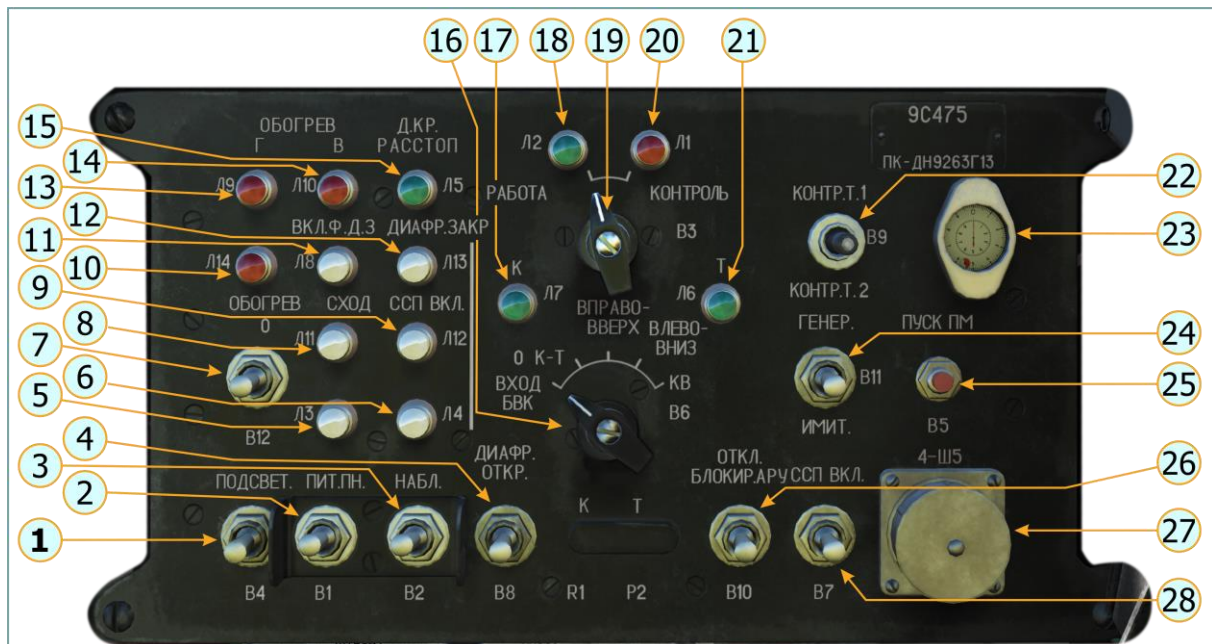 16 17 18 19 20 21
15 14 13 12 11 10 9 8 7 6 5 4 3 2 1
22 23 24 25 26 27 28
ОБОГРЕВ
Г В
Д.КР.
РАССТОП
Л9 Л10 Л5
Л2 Л1
РАБОТА КОНТРОЛЬ
В3
9С475
ПК-ДН9263Г13
КОНТР.Т.1
В9
КОНТР.Т.2
ВКЛ.Ф.Д.З ДИАФР.ЗАКР
Л14 Л8 Л13
К Т
Л7 Л6
ОБОГРЕВ
О
СХОД ССП ВКЛ.
Л11 Л12
ВПРАВО-
ВВЕРХ
ВЛЕВО-
ВНИЗ
О К-Т
ВХОД
БВК
КВ
В6
ГЕНЕР.
В11
ИМИТ.
ПУСК ПМ
В5
В12
Л3 Л4
ПОДСВЕТ. ПИТ.ПН. НАБЛ.
ДИАФР.
ОТКР.
К Т
ОТКЛ.
БЛОКИР.АРУ
ССП ВКЛ.
4-Ш5
В4 В1 В2 В8 R1 Р2 В10 В7